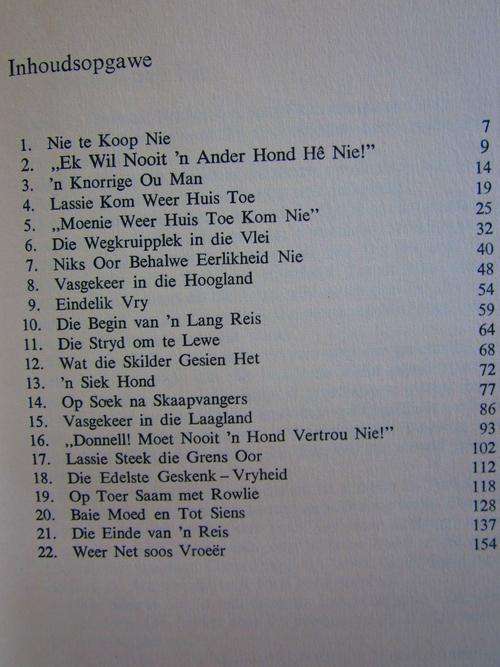 Inhoudsopgawe
1. Nie te Koop Nie 7
2. „Ek Wil Nooit 'n Ander Hond Hê Nie!” 9
3. 'n Knorrige Ou Man 14
4. Lassie Kom Weer Huis Toe 19
5. „Moenie Weer Huis Toe Kom Nie” 25
6. Die Wegkruipplek in die Vlei 32
7. Niks Oor Behalwe Eerlikheid Nie 40
8. Vasgekeer in die Hoogland 48
9. Eindelik Vry 54
10. Die Begin van 'n Lang Reis 59
11. Die Stryd om te Lewe 64
12. Wat die Skilder Gesien Het 68
13. 'n Siek Hond 72
14. Op Soek na Skaapvangers 77
15. Vasgekeer in die Laagland 86
16. „Donnell! Moet Nooit 'n Hond Vertrou Nie!” 93
17. Lassie Steek die Grens Oor 102
18. Die Edelste Geskenk – Vryheid 112
19. Op Toer Saam met Rowlie 118
20. Baie Moed en Tot Siens 128
21. Die Einde van 'n Reis 137
22. Weer Net soos Vroeër 154